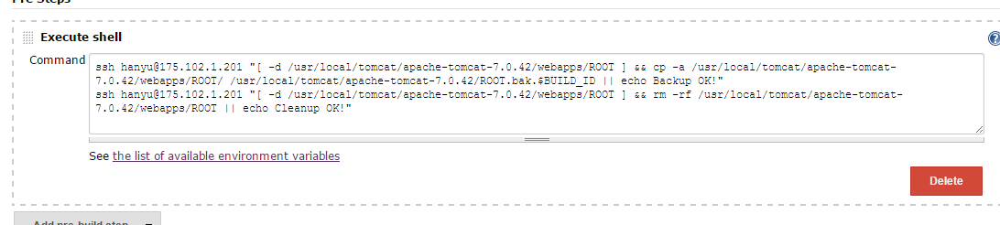 Pre Steps
Execute shell
Command
ssh hanyu@175.102.1.201 "[ -d /usr/local/tomcat/apache-tomcat-7.0.42/webapps/ROOT ] && cp -a /usr/local/tomcat/apache-tomcat-
7.0.42/webapps/ROOT/ /usr/local/tomcat/apache-tomcat-7.0.42/ROOT.bak.$BUILD_ID || echo Backup OK!"
ssh hanyu@175.102.1.201 "[ -d /usr/local/tomcat/apache-tomcat-7.0.42/webapps/ROOT ] && rm -rf /usr/local/tomcat/apache-tomcat-
7.0.42/webapps/ROOT || echo Cleanup OK!"
See the list of available environment variables
Delete
Add pre-build step